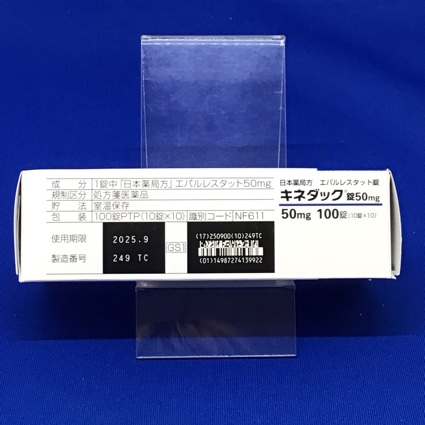 成　分　1錠中「日本薬局方」エパルレスタット50mg
規制区分　処方箋医薬品
貯　法　室温保存
包　装　100錠PTP(10錠×10)　識別コード　NF611
使用期限　2025.9
製造番号　249 TC
GS1
(17)250900(10)249TC
(01)14987274139922
日本薬局方　エパルレスタット錠
キネダック®錠50mg
50mg 100錠(10錠×10)